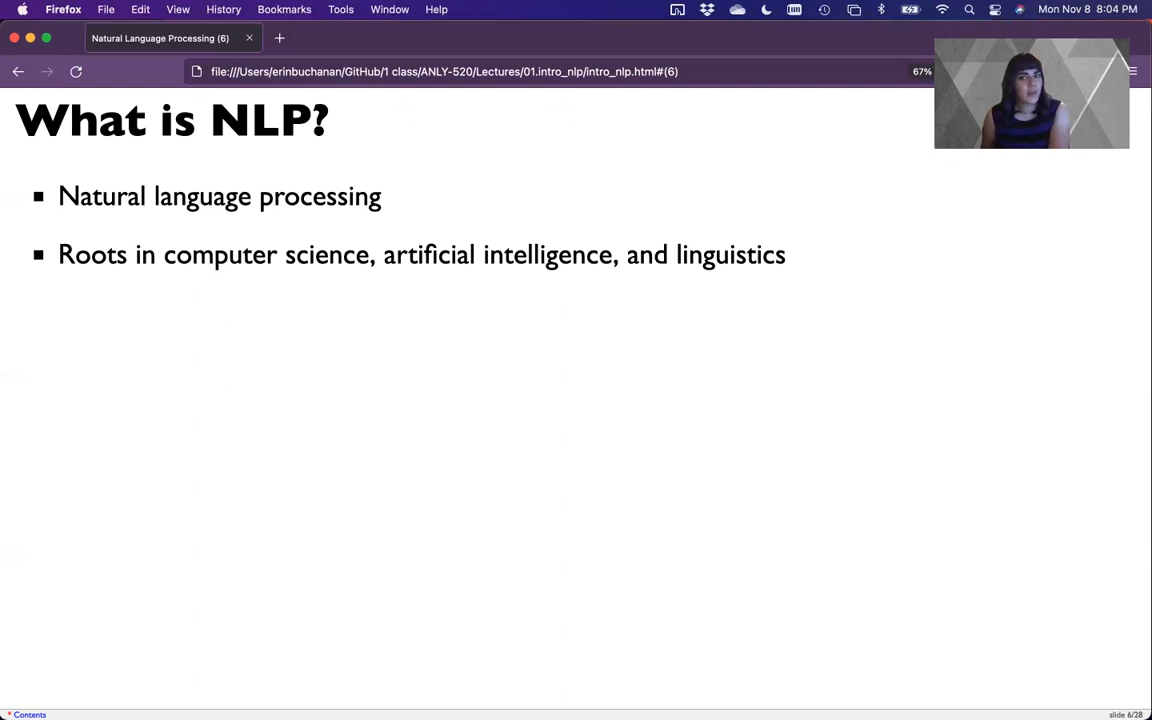 Firefox File Edit View History Bookmarks Tools Window Help Mon Nov 8 8:04 PM
Natural Language Processing (6)
file:///Users/erinbuchanan/GitHub/1 class/ANLY-520/Lectures/01.intro_nlp/intro_nlp.html#(6) 67%
What is NLP?
Natural language processing
Roots in computer science, artificial intelligence, and linguistics
* Contents slide 6/28